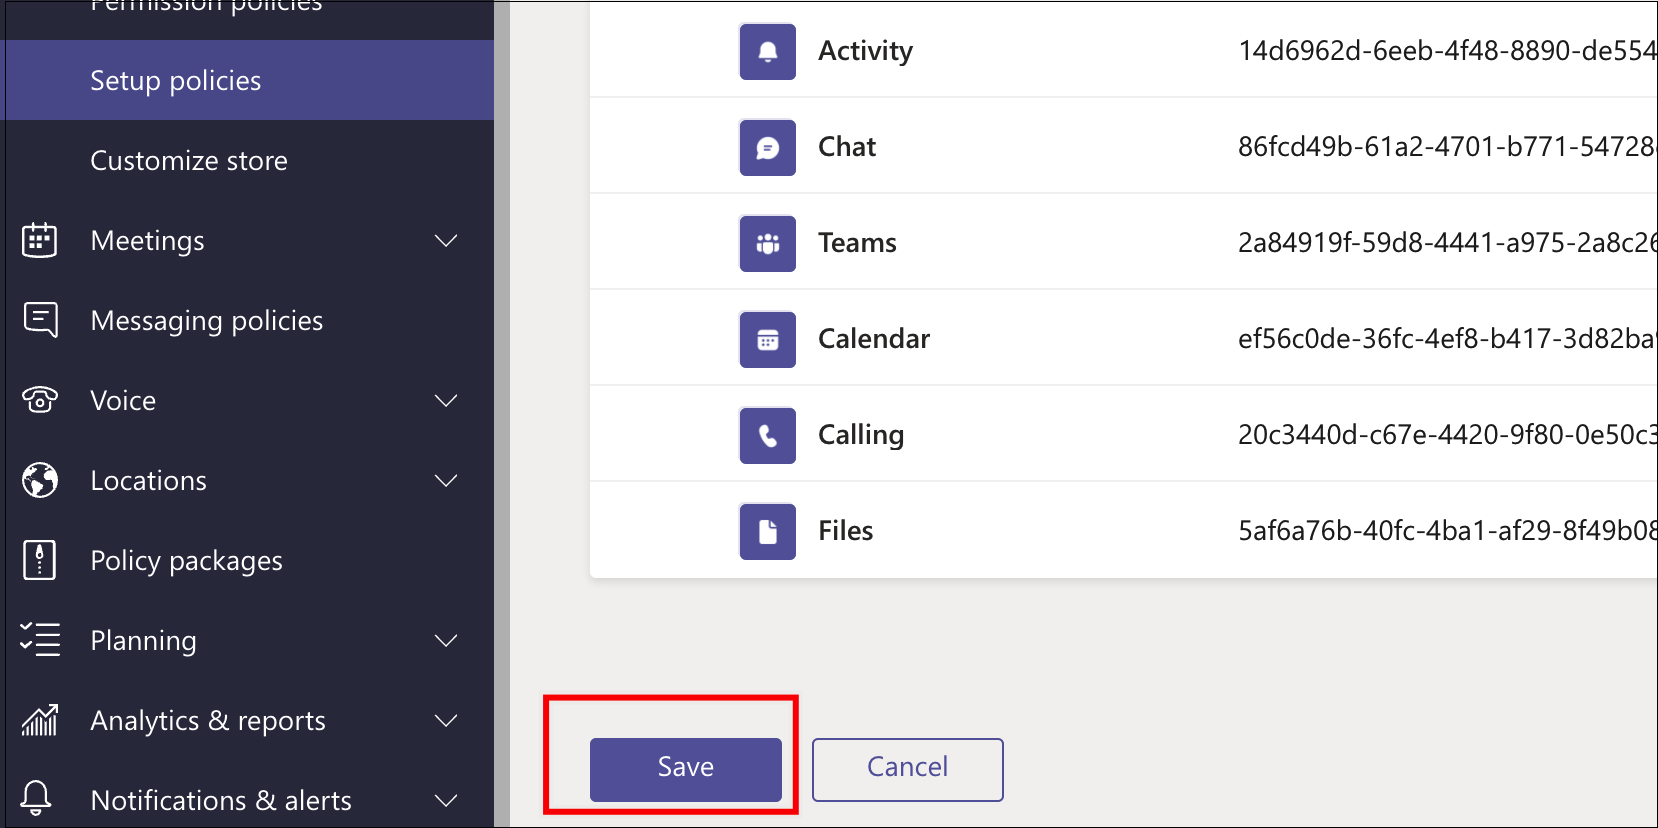 Permission policies
Setup policies
Customize store
Meetings
Messaging policies
Voice
Locations
Policy packages
Planning
Analytics & reports
Notifications & alerts
Activity 14d6962d-6eeb-4f48-8890-de554
Chat 86fcd49b-61a2-4701-b771-54728
Teams 2a84919f-59d8-4441-a975-2a8c26
Calendar ef56c0de-36fc-4ef8-b417-3d82ba
Calling 20c3440d-c67e-4420-9f80-0e50c3
Files 5af6a76b-40fc-4ba1-af29-8f49b08
Save Cancel